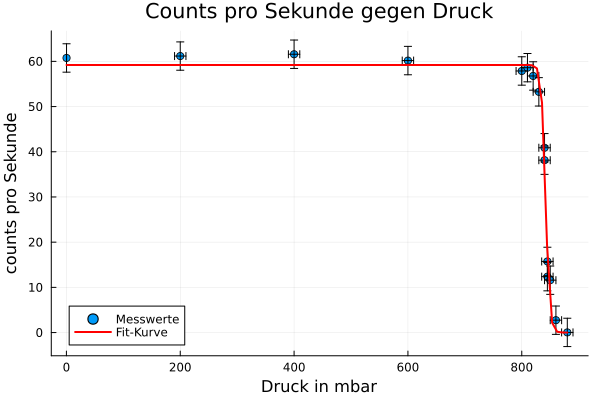 Counts pro Sekunde gegen Druck
counts pro Sekunde
60
50
40
30
20
10
0
Messwerte
Fit-Kurve
0 200 400 600 800
Druck in mbar